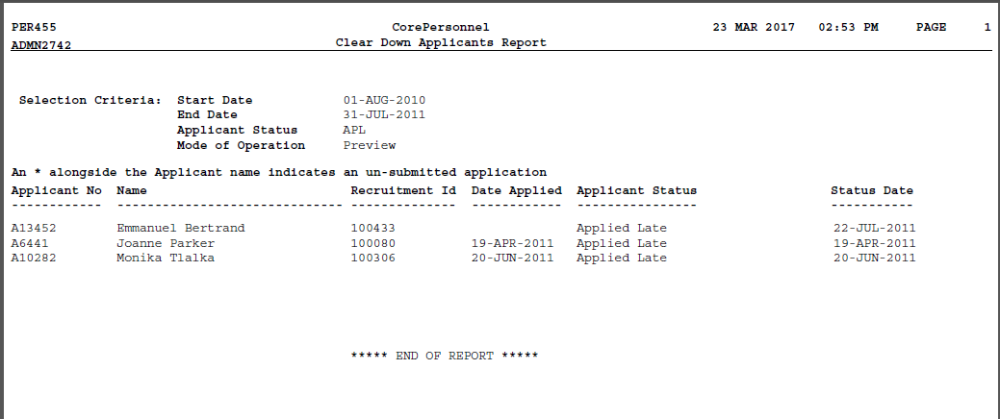 PER455 CorePersonnel 23 MAR 2017 02:53 PM PAGE 1
ADMN2742 Clear Down Applicants Report
Selection Criteria: Start Date 01-AUG-2010
End Date 31-JUL-2011
Applicant Status APL
Mode of Operation Preview
An * alongside the Applicant name indicates an un-submitted application
Applicant No Name Recruitment Id Date Applied Applicant Status Status Date
------------ ------------------------------ -------------- ------------ ---------------- -----------
A13452 Emmanuel Bertrand 100433 Applied Late 22-JUL-2011
A6441 Joanne Parker 100080 19-APR-2011 Applied Late 19-APR-2011
A10282 Monika Tlalka 100306 20-JUN-2011 Applied Late 20-JUN-2011
***** END OF REPORT *****